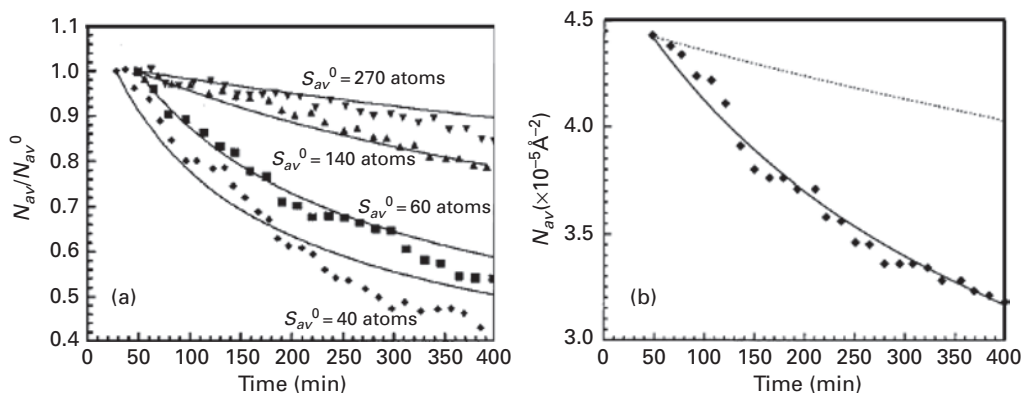 1.1
1.0
0.9
0.8
0.7
0.6
0.5
0.4
N_av/N_av^0
S_av^0 = 270 atoms
S_av^0 = 140 atoms
S_av^0 = 60 atoms
S_av^0 = 40 atoms
(a)
0 50 100 150 200 250 300 350 400
Time (min)
4.5
4.0
3.5
3.0
N_av(×10^–5 Å^–2)
(b)
0 50 100 150 200 250 300 350 400
Time (min)